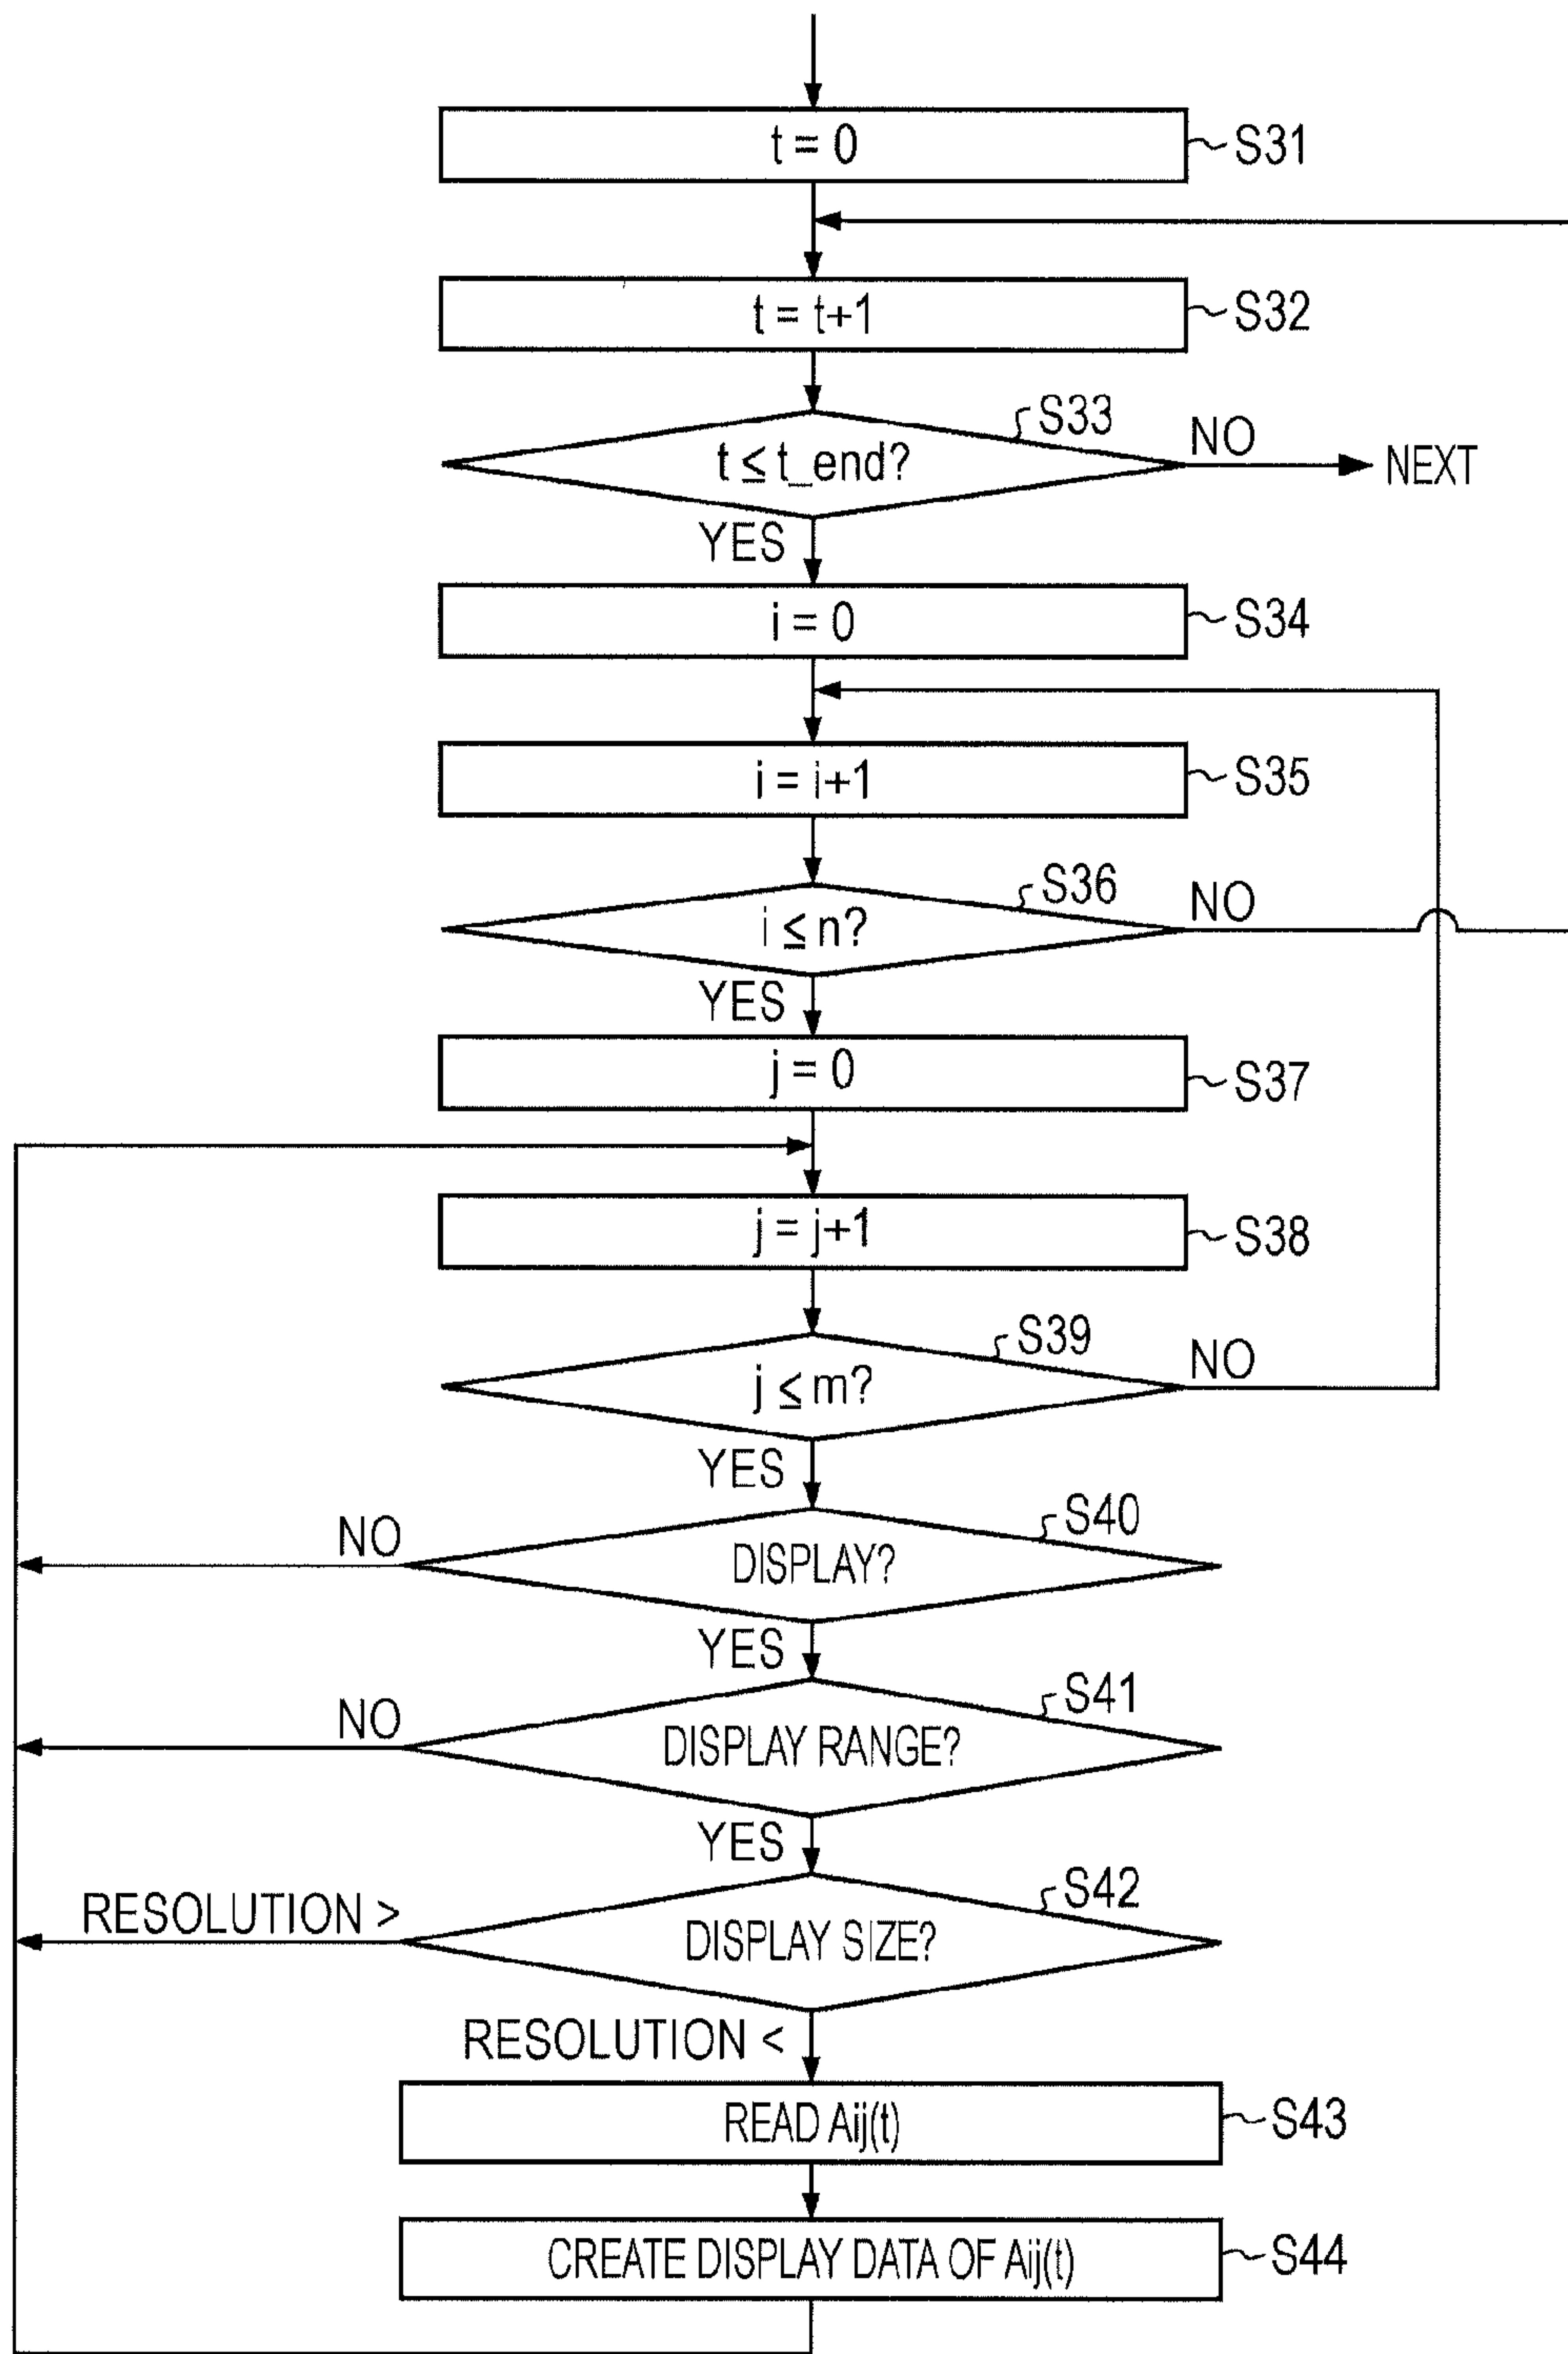 t = 0
S31
t = t+1
S32
S33
t ≤ t_end?
NO
NEXT
YES
i = 0
S34
i = i+1
S35
S36
i ≤ n?
NO
YES
j = 0
S37
j = j+1
S38
S39
j ≤ m?
NO
YES
S40
NO
DISPLAY?
YES
S41
NO
DISPLAY RANGE?
YES
S42
RESOLUTION >
DISPLAY SIZE?
RESOLUTION <
READ Aij(t)
S43
CREATE DISPLAY DATA OF Aij(t)
S44